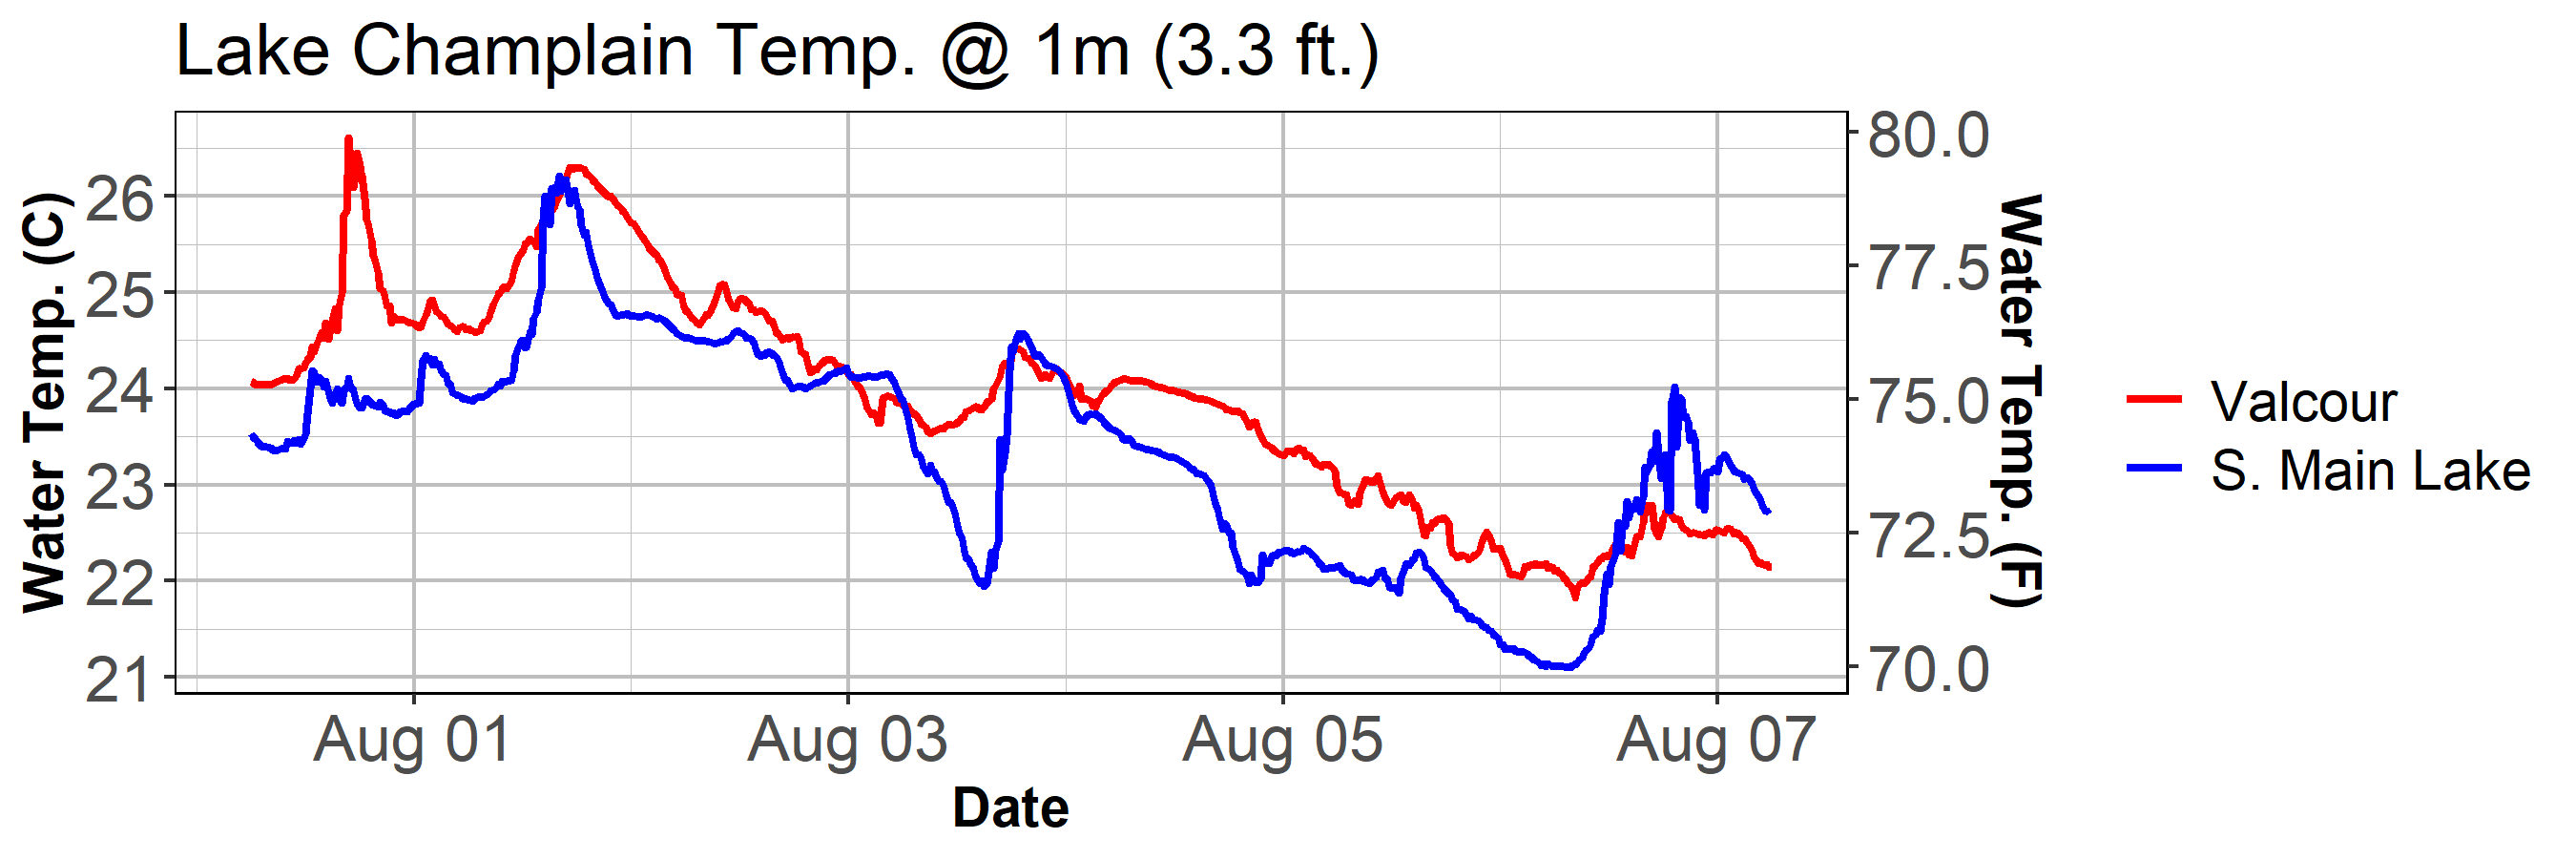 Lake Champlain Temp. @ 1m (3.3 ft.)
Water Temp. (C)
26
25
24
23
22
21
80.0
77.5
75.0
72.5
70.0
Water Temp. (F)
Aug 01
Aug 03
Aug 05
Aug 07
Date
Valcour
S. Main Lake